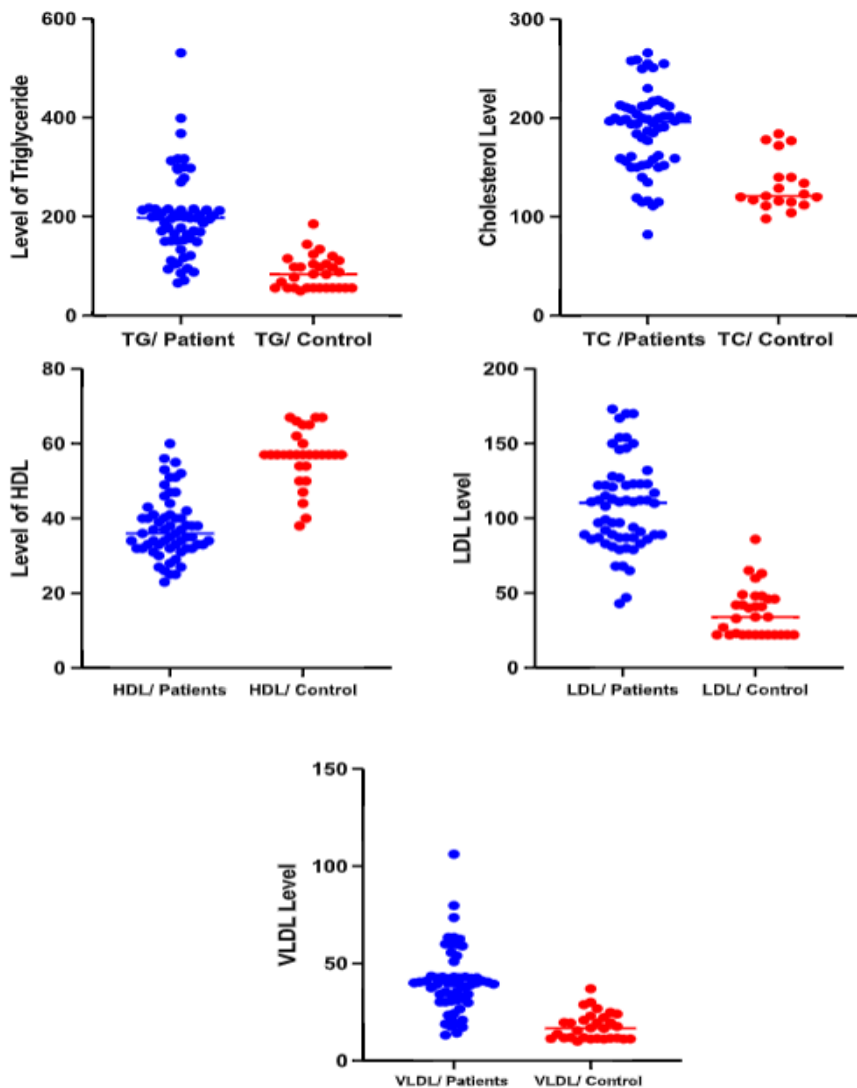 Level of Triglyceride
600
400
200
0
TG/ Patient TG/ Control
Cholesterol Level
300
200
100
0
TC /Patients TC/ Control
Level of HDL
80
60
40
20
0
HDL/ Patients HDL/ Control
LDL Level
200
150
100
50
0
LDL/ Patients LDL/ Control
VLDL Level
150
100
50
0
VLDL/ Patients VLDL/ Control